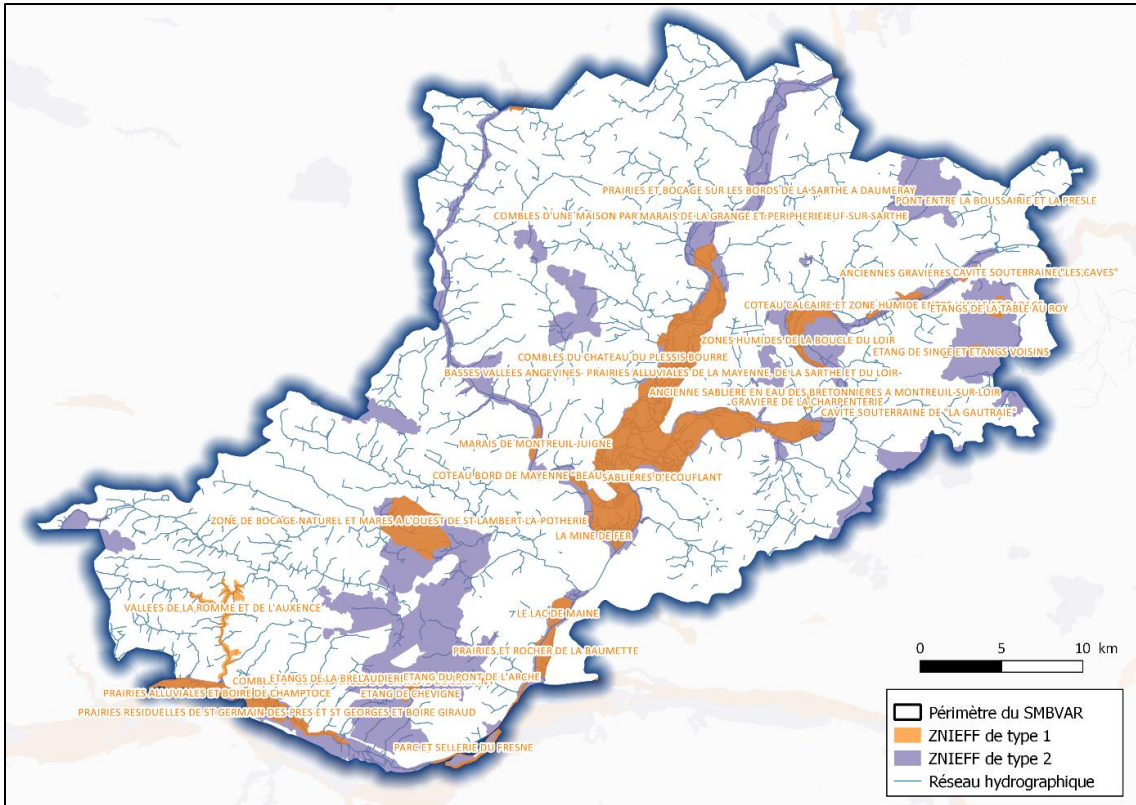 PRAIRIES ET BOCAGE SUR LES BORDS DE LA SARTHE A DAUMERAY
PONT ENTRE LA BOUSSAIRIE ET LA PRESLE
COMBLES D'UNE MAISON PAR MARAIS DE LA GRANGE ET PERIPHERIE
EUF-SUR-SARTHE
ANCIENNES GRAVIERES
CAVITE SOUTERRAINE "LES CAVES"
COTEAU CALCAIRE ET ZONE HUMIDE
ETANGS DE LA TABLE AU ROY
ZONES HUMIDES DE LA BOUCLE DU LOIR
ETANG DE SINGE ET ETANGS VOISINS
COMBLES DU CHATEAU DU PLESSIS BOURRE
BASSES VALLEES ANGEVINES- PRAIRIES ALLUVIALES DE LA MAYENNE, DE LA SARTHE ET DU LOIR-
ANCIENNE SABLIERE EN EAU DES BRETONNIERES A MONTREUIL-SUR-LOIR
GRAVIERE DE LA CHARPENTERIE
CAVITE SOUTERRAINE DE "LA GAUTRAIE"
MARAIS DE MONTREUIL-JUIGNE
COTEAU BORD DE MAYENNE "BEAU
SABLIERES D'ECOUFLANT
ZONE DE BOCAGE NATUREL ET MARES A L'OUEST DE ST-LAMBERT-LA-POTHERIE
LA MINE DE FER
VALLEES DE LA ROMME ET DE L'AUXENCE
LE LAC DE MAINE
PRAIRIES ET ROCHER DE LA BAUMETTE
ETANGS DE LA BRELAUDIERE
ETANG DU PONT DE L'ARCHE
PRAIRIES ALLUVIALES ET BOIRE DE CHAMPTOCE
ETANG DE CHEVIGNE
PRAIRIES RESIDUELLES DE ST GERMAIN-DES-PRES ET ST GEORGES ET BOIRE GIRAUD
PARC ET SELLERIE DU FRESNE
0 5 10 km
Périmètre du SMBVAR
ZNIEFF de type 1
ZNIEFF de type 2
Réseau hydrographique